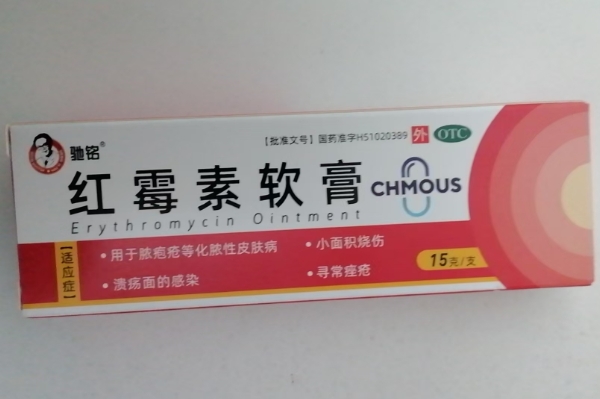 【批准文号】国药准字H51020389 外 OTC
驰铭®
红霉素软膏
CHMOUS
Erythromycin Ointment
【适应症】
•用于脓疱疮等化脓性皮肤病 •小面积烧伤
•溃疡面的感染 •寻常痤疮
15克/支